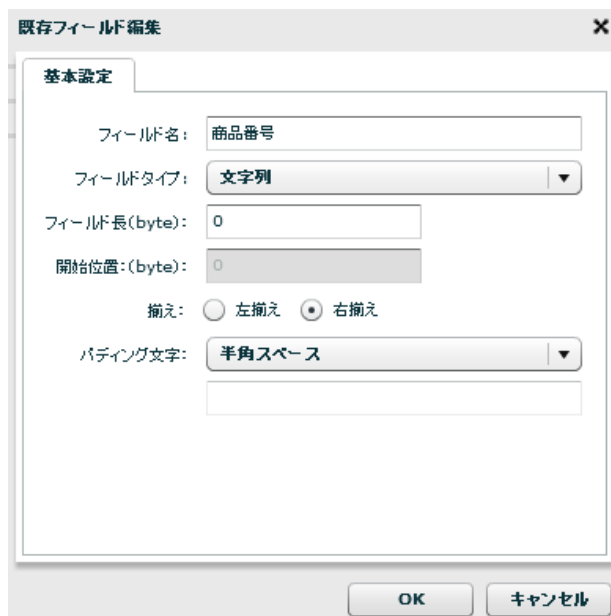 既存フィールド編集
基本設定
フィールド名: 商品番号
フィールドタイプ: 文字列
フィールド長(byte): 0
開始位置:(byte): 0
揃え: 左揃え 右揃え
パディング文字: 半角スペース
OK キャンセル